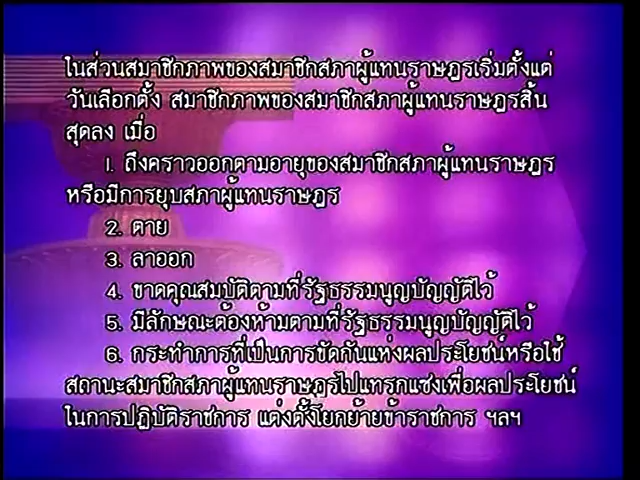 ในส่วนสมาชิกภาพของสมาชิกสภาผู้แทนราษฎรเริ่มตั้งแต่
วันเลือกตั้ง สมาชิกภาพของสมาชิกสภาผู้แทนราษฎรสิ้น
สุดลง เมื่อ
1. ถึงคราวออกตามอายุของสมาชิกสภาผู้แทนราษฎร
หรือมีการยุบสภาผู้แทนราษฎร
2. ตาย
3. ลาออก
4. ขาดคุณสมบัติตามที่รัฐธรรมนูญบัญญัติไว้
5. มีลักษณะต้องห้ามตามที่รัฐธรรมนูญบัญญัติไว้
6. กระทำการที่เป็นการขัดกันแห่งผลประโยชน์หรือใช้
สถานะสมาชิกสภาผู้แทนราษฎรไปแทรกแซงเพื่อผลประโยชน์
ในการปฏิบัติราชการ แต่งตั้งโยกย้ายข้าราชการ ฯลฯ